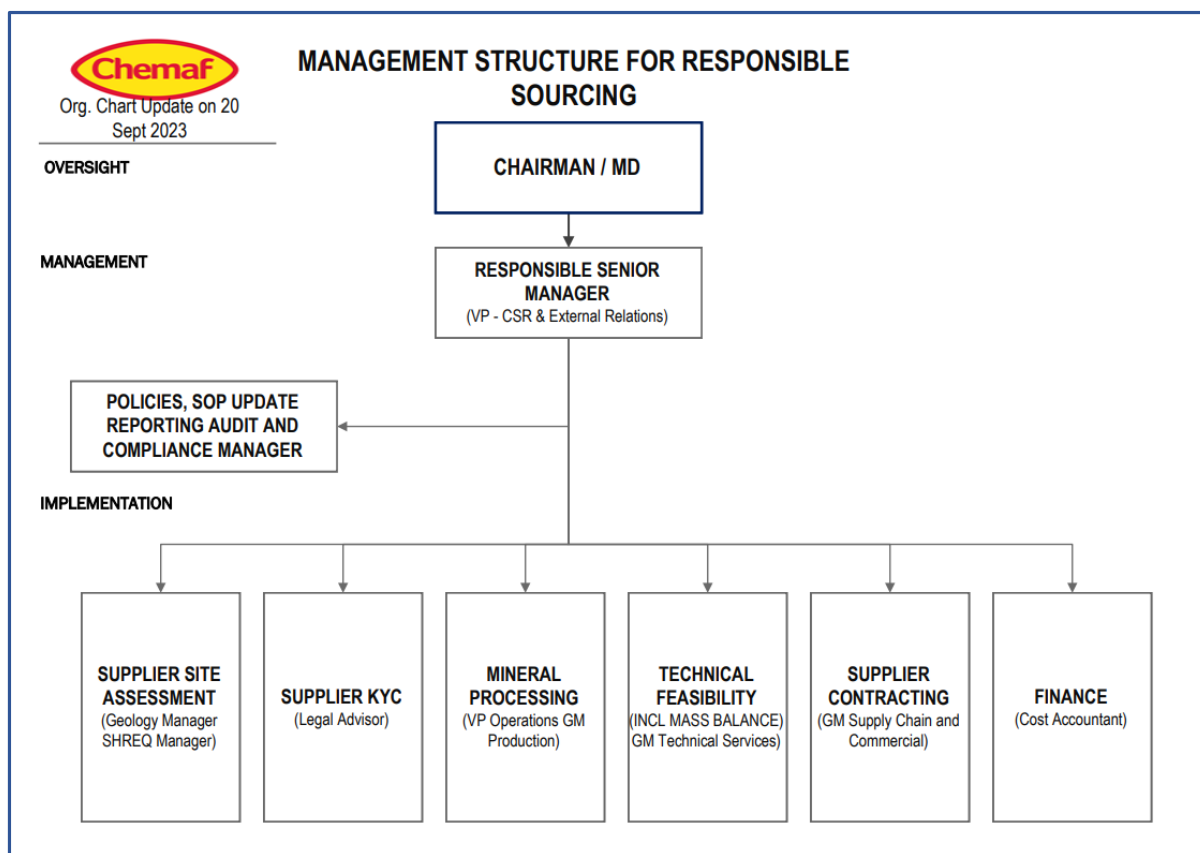 Chemaf
Org. Chart Update on 20
Sept 2023
MANAGEMENT STRUCTURE FOR RESPONSIBLE
SOURCING
OVERSIGHT
CHAIRMAN / MD
MANAGEMENT
RESPONSIBLE SENIOR
MANAGER
(VP - CSR & External Relations)
POLICIES, SOP UPDATE
REPORTING AUDIT AND
COMPLIANCE MANAGER
IMPLEMENTATION
SUPPLIER SITE
ASSESSMENT
(Geology Manager
SHREQ Manager)
SUPPLIER KYC
(Legal Advisor)
MINERAL
PROCESSING
(VP Operations GM
Production)
TECHNICAL
FEASIBILITY
(INCL MASS BALANCE)
GM Technical Services)
SUPPLIER
CONTRACTING
(GM Supply Chain and
Commercial)
FINANCE
(Cost Accountant)